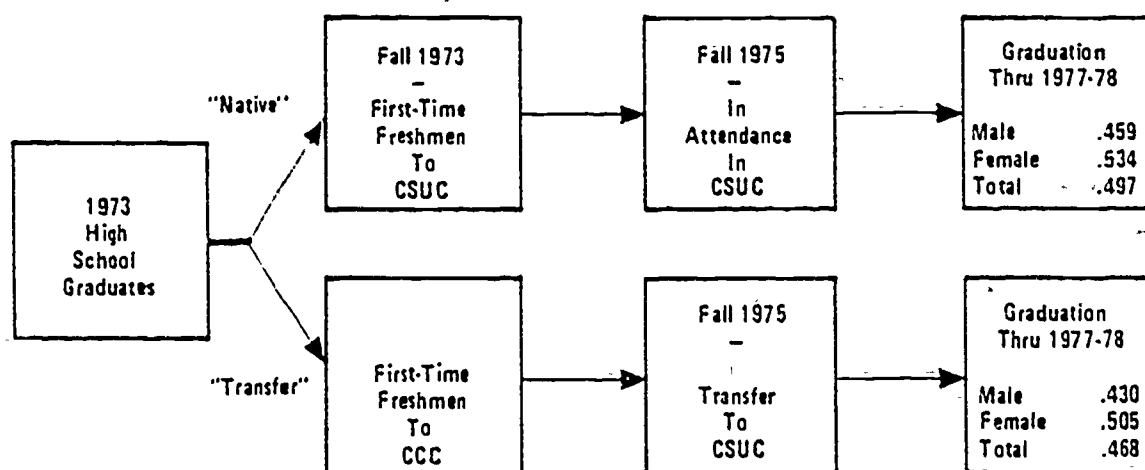 "Native"
1973
High
School
Graduates
"Transfer"
Fall 1973
–
First-Time
Freshmen
To
CSUC
Fall 1975
–
In
Attendance
In
CSUC
Graduation
Thru 1977-78
Male .459
Female .534
Total .497
First-Time
Freshmen
To
CCC
Fall 1975
–
Transfer
To
CSUC
Graduation
Thru 1977-78
Male .430
Female .505
Total .468